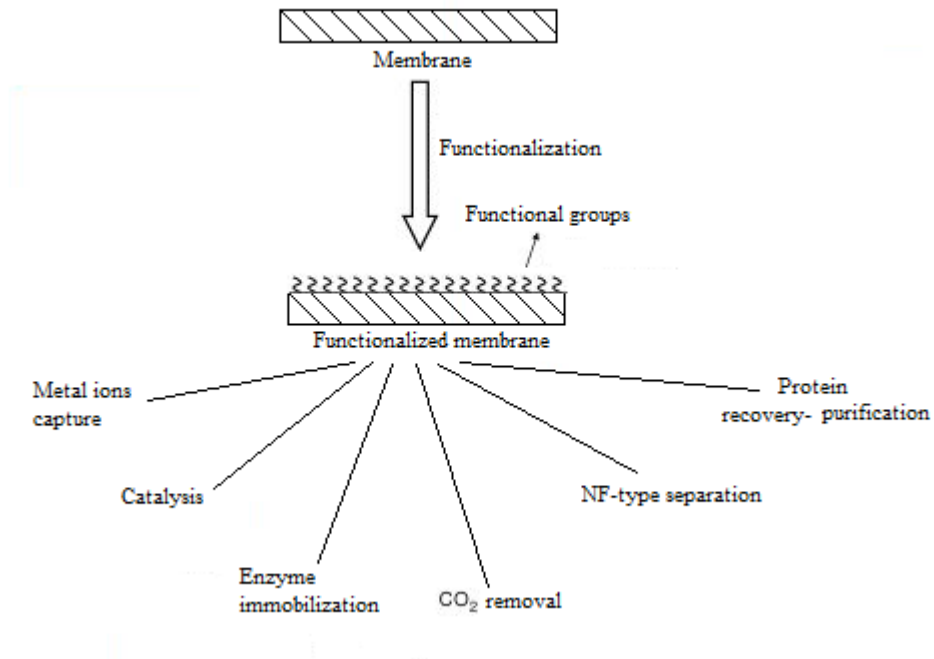 Membrane
Functionalization
Functional groups
Functionalized membrane
Metal ions
capture
Protein
recovery- purification
Catalysis
NF-type separation
Enzyme
immobilization
CO₂ removal